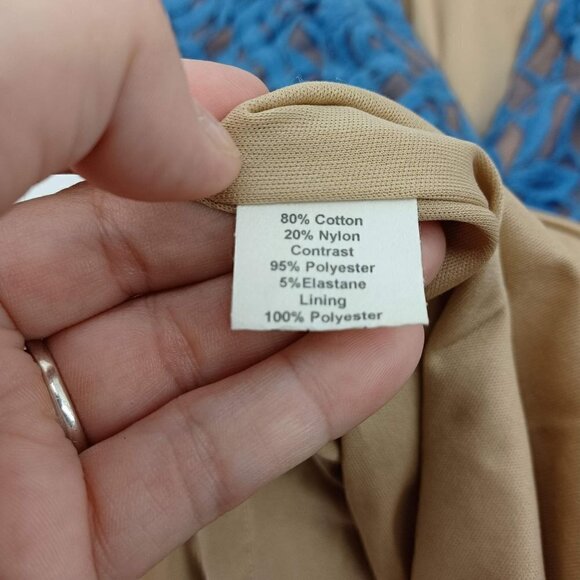 80% Cotton
20% Nylon
Contrast
95% Polyester
5%Elastane
Lining
100% Polyester